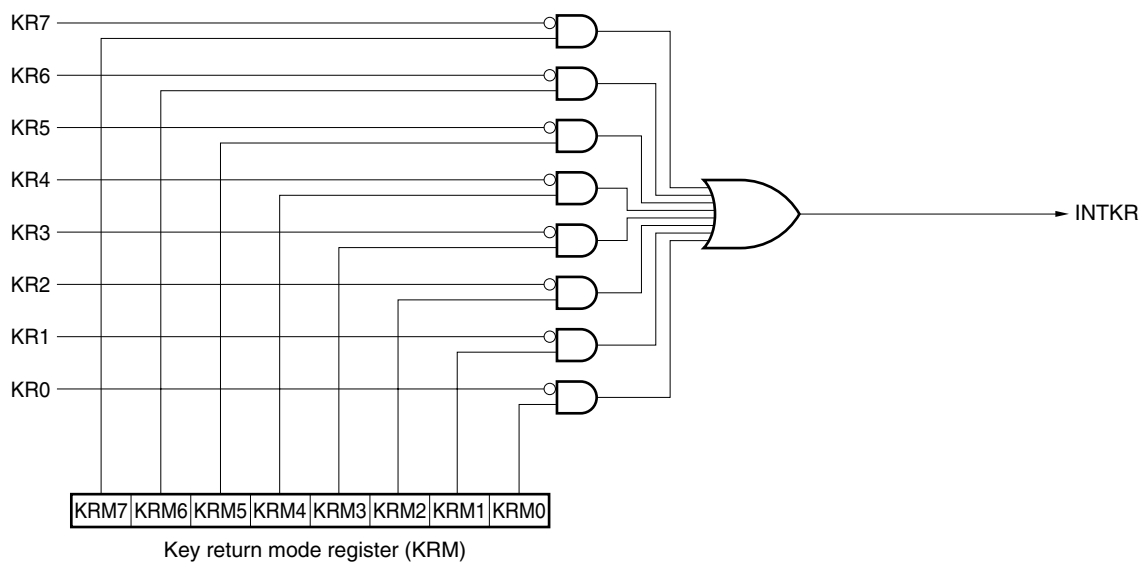 KR7
KR6
KR5
KR4
KR3
INTKR
KR2
KR1
KR0
KRM7 KRM6 KRM5 KRM4 KRM3 KRM2 KRM1 KRM0
Key return mode register (KRM)